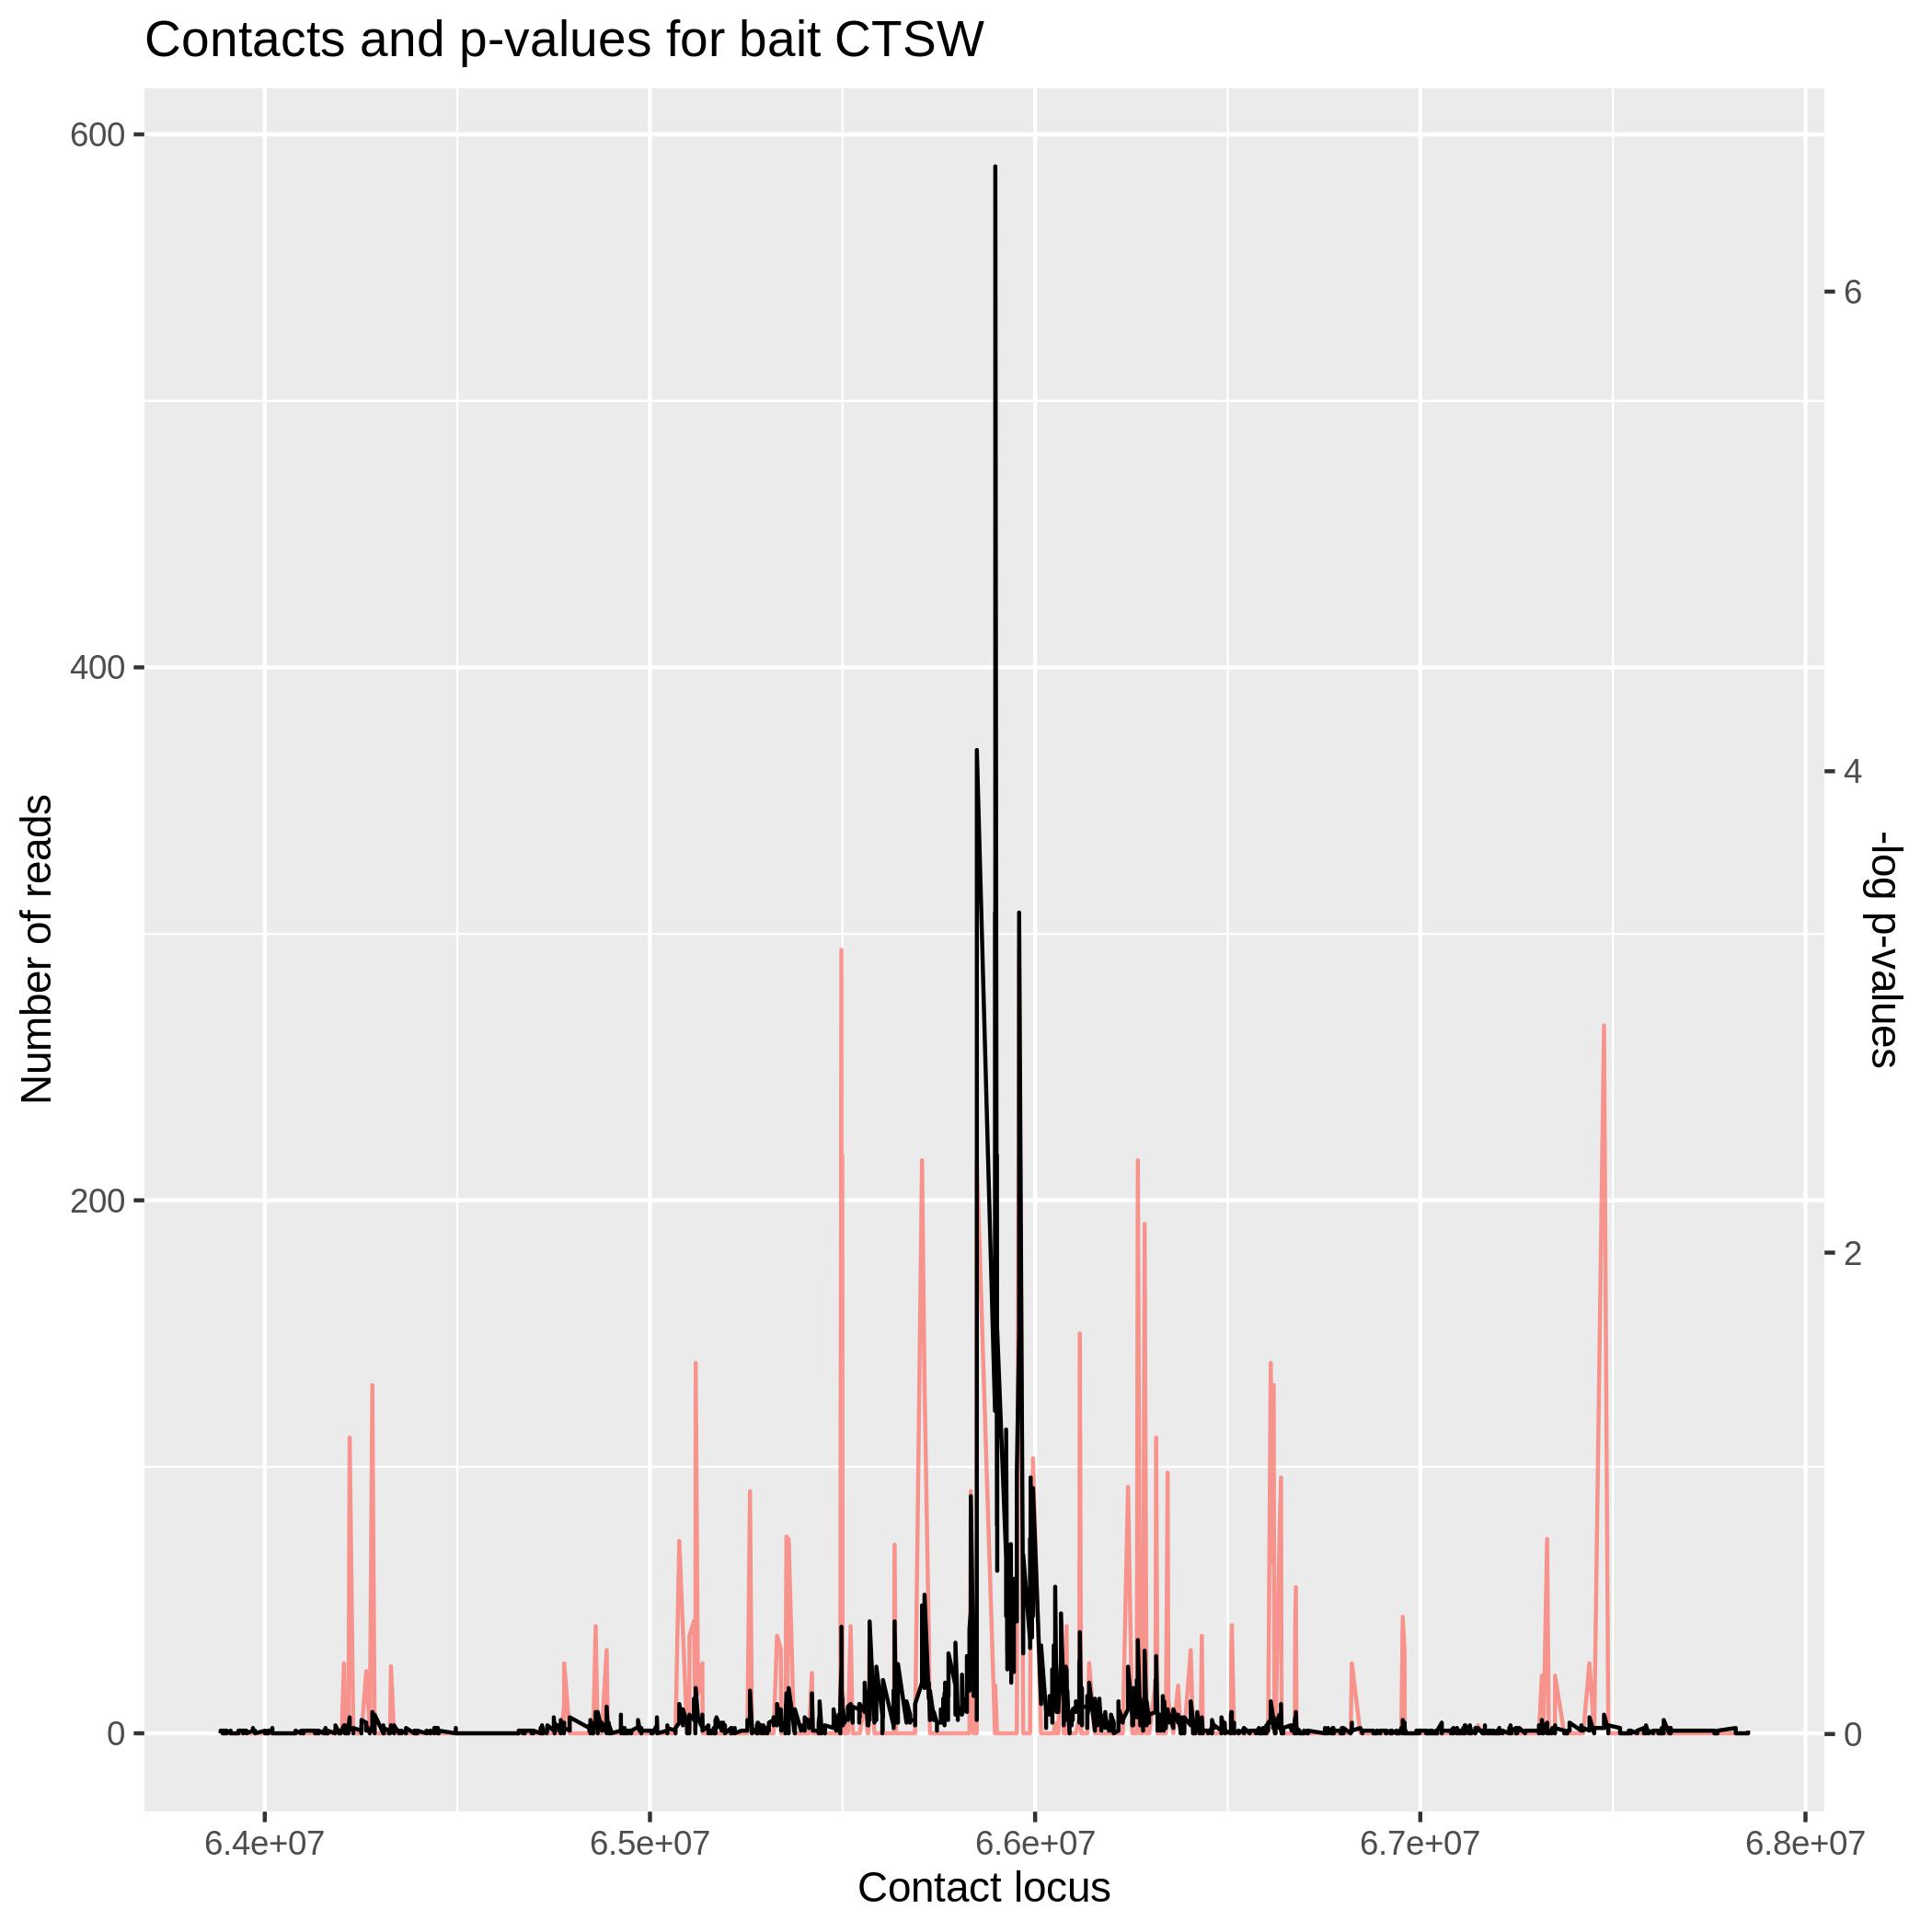 Contacts and p-values for bait CTSW
600
400
200
0
Number of reads
6
4
2
0
-log p-values
6.4e+07 6.5e+07 6.6e+07 6.7e+07 6.8e+07
Contact locus